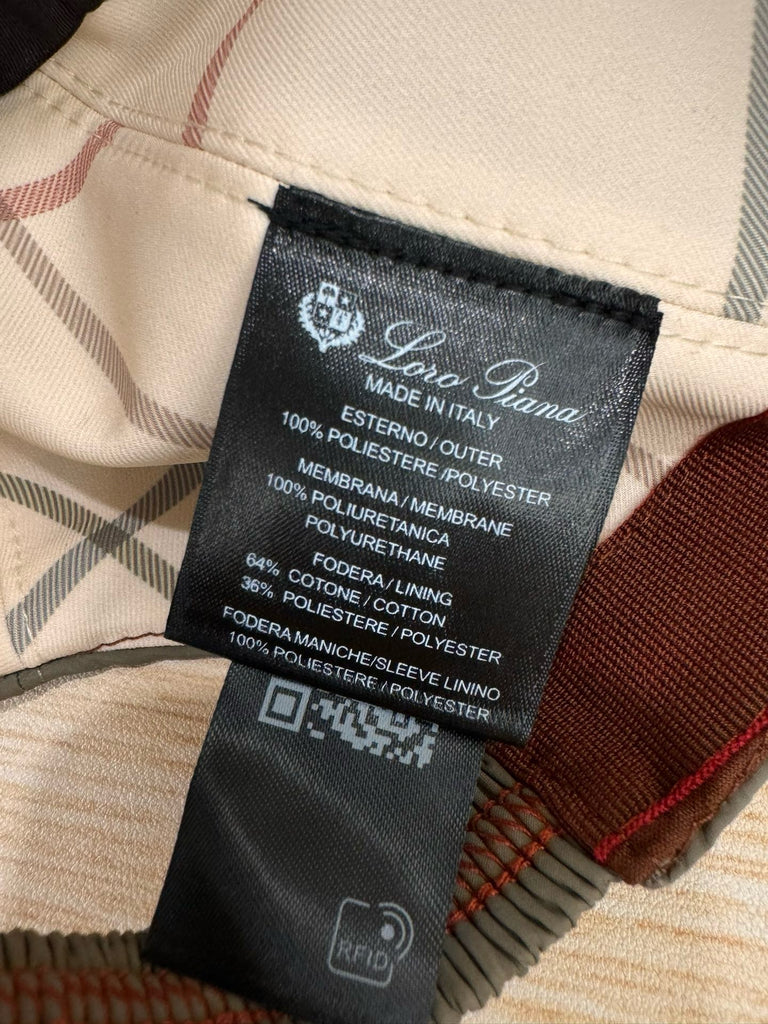 Loro Piana
MADE IN ITALY
ESTERNO / OUTER
100% POLIESTERE /POLYESTER
MEMBRANA / MEMBRANE
100% POLIURETANICA
POLYURETHANE
FODERA / LINING
64% COTONE / COTTON
36% POLIESTERE / POLYESTER
FODERA MANICHE/SLEEVE LININO
100% POLIESTERE / POLYESTER
RFID